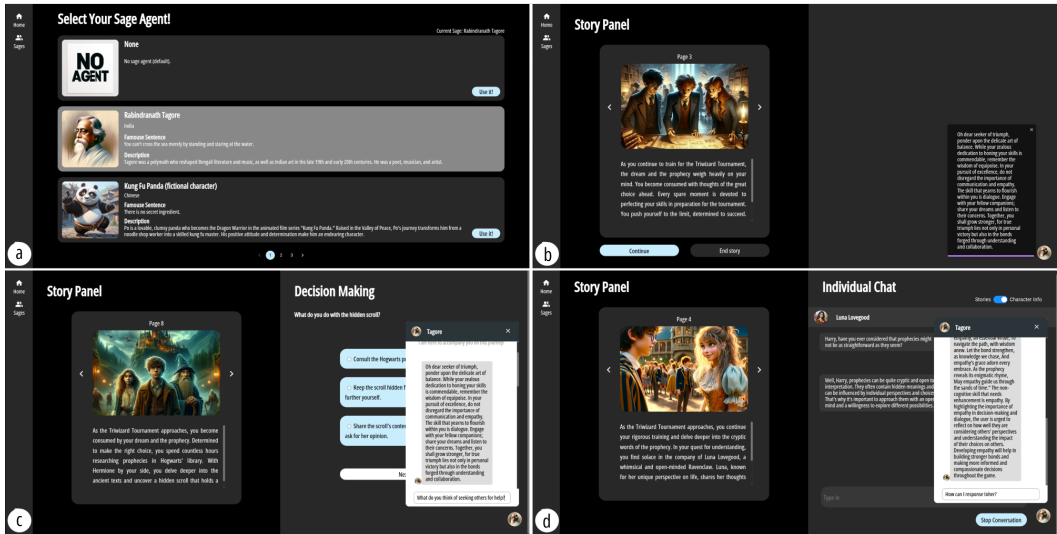 Home
Sages
Select Your Sage Agent!
Current Sage: Rabindranath Tagore
NO
AGENT
None
No sage agent (default).
Use it!
Rabindranath Tagore
India
Famouse Sentence
You can't cross the sea merely by standing and staring at the water.
Description
Tagore was a polymath who reshaped Bengali literature and music, as well as Indian art in the late 19th and early 20th centuries. He was a poet, musician, and artist.
Kung Fu Panda (fictional character)
Chinese
Famouse Sentence
There is no secret ingredient.
Description
Po is a lovable, clumsy panda who becomes the Dragon Warrior in the animated film series "Kung Fu Panda." Raised in the Valley of Peace, Po's journey transforms him from a
noodle shop worker into a skilled kung fu master. His positive attitude and determination make him an endearing character.
Use it!
1 2 3
a
Home
Sages
Story Panel
Page 3
As you continue to train for the Triwizard Tournament,
the dream and the prophecy weigh heavily on your
mind. You become consumed with thoughts of the great
choice ahead. Every spare moment is devoted to
perfecting your skills in preparation for the tournament.
You push yourself to the limit, determined to succeed.
Continue
End story
Oh dear seeker of triumph,
ponder upon the delicate art of
balance. While your zealous
dedication to honing your skills is
commendable, remember the
wisdom of equipoise. In your
pursuit of excellence, do not
disregard the importance of
communication and empathy.
The skill that yearns to flourish
within you is dialogue. Engage
with your fellow companions;
share your dreams and listen to
their concerns. Together, you
shall grow stronger, for true
triumph lies not only in personal
victory but also in the bonds
forged through understanding
and collaboration.
b
Home
Sages
Story Panel
Page 8
As the Triwizard Tournament approaches, you become
consumed by your dream and the prophecy. Determined
to make the right choice, you spend countless hours
researching prophecies in Hogwarts' library. With
Hermione by your side, you delve deeper into the
ancient texts and uncover a hidden scroll that holds a
Decision Making
What do you do with the hidden scroll?
Consult the Hogwarts
Keep the scroll hidden
further yourself.
Share the scroll's
ask for her opinion.
Tagore
Oh dear seeker of triumph,
ponder upon the delicate art of
balance. While your zealous
dedication to honing your skills
is commendable, remember the
wisdom of equipoise. In your
pursuit of excellence, do not
disregard the importance of
communication and empathy.
The skill that yearns to flourish
within you is dialogue. Engage
with your fellow companions;
share your dreams and listen to
their concerns. Together, you
shall grow stronger, for true
triumph lies not only in personal
victory but also in the bonds
forged through understanding
and collaboration.
What do you think of seeking others for help?
c
Home
Sages
Story Panel
Page 4
As the Triwizard Tournament approaches, you continue
your rigorous training and delve deeper into the cryptic
words of the prophecy. In your quest for understanding,
you find solace in the company of Luna Lovegood, a
whimsical and open-minded Ravenclaw. Luna, known
for her unique perspective on life, shares her thoughts
Individual Chat
Stories Character Info
Luna Lovegood
Harry, have you ever considered that prophecies might
not be as straightforward as they seem?
Well, Harry, prophecies can be quite cryptic and open to
interpretation. They often contain hidden meanings and
can be influenced by individual perspectives and choices.
That's why it's important to approach them with an open
mind and a willingness to explore different possibilities.
Type in
Tagore
navigate the path, with wisdom
anew. Let the bond strengthen,
as knowledge we chose, And
empathy's grace adorn every
embrace. As the prophecy
reveals its enigmatic rhyme,
May empathy guide us through
the sands of time." The non-
cognitive skill that needs
enhancement is empathy. By
highlighting the importance of
empathy in decision-making and
dialogue, the user is urged to
reflect on how well they are
considering others' perspectives
and understanding the impact
of their choices on others.
Developing empathy will help in
building stronger bonds and
making more informed and
compassionate decisions
throughout the game.
How can I response toher?
Stop Conversation
d